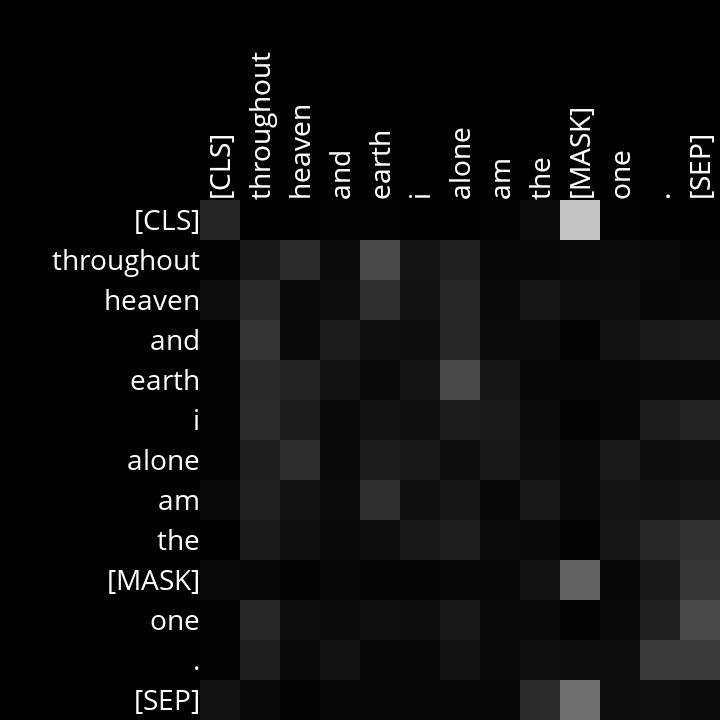 [CLS] throughout heaven and earth i alone am the [MASK] one . [SEP]
[CLS]
throughout
heaven
and
earth
i
alone
am
the
[MASK]
one
.
[SEP]